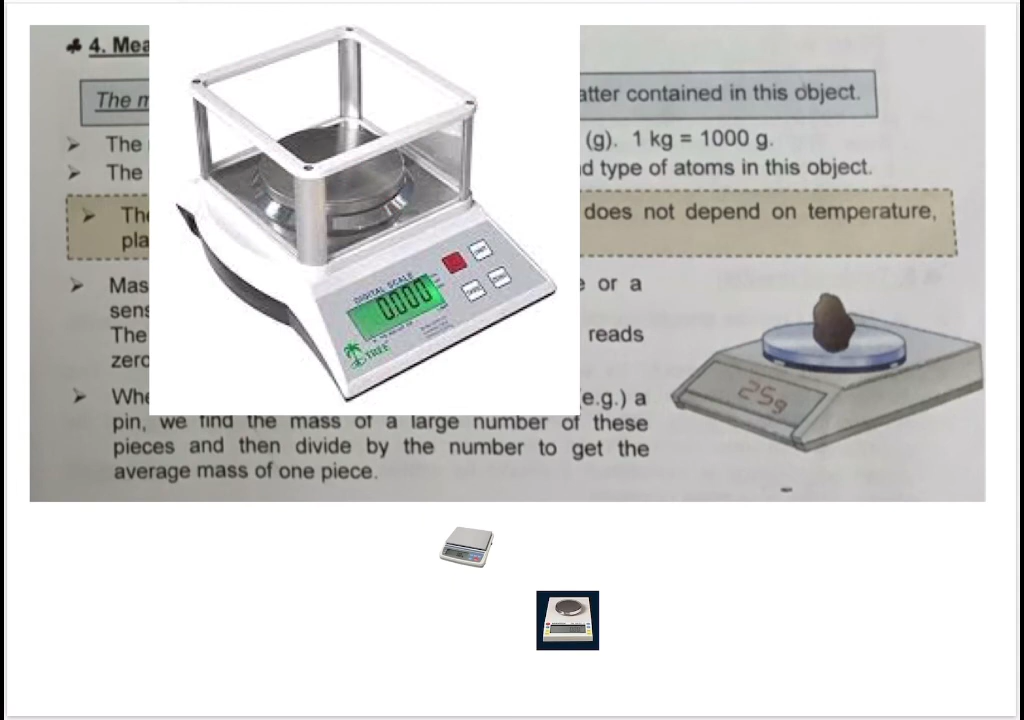 4. Mea
The m
atter contained in this object.
The
(g). 1 kg = 1000 g.
The
d type of atoms in this object.
The
does not depend on temperature,
pla
Mas
e or a
sens
The
reads
zero
Whe
e.g.) a
pin, we find the mass of a large number of these
pieces and then divide by the number to get the
average mass of one piece.
DIGITAL SCALE
0.000
TREE
25g